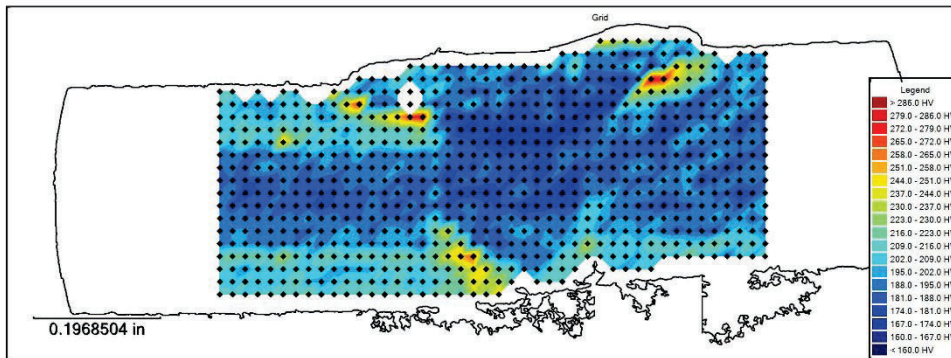 Grid
Legend
> 286.0 HV
279.0 - 286.0 HV
272.0 - 279.0 HV
265.0 - 272.0 HV
258.0 - 265.0 HV
251.0 - 258.0 HV
244.0 - 251.0 HV
237.0 - 244.0 HV
230.0 - 237.0 HV
223.0 - 230.0 HV
216.0 - 223.0 HV
209.0 - 216.0 HV
202.0 - 209.0 HV
195.0 - 202.0 HV
188.0 - 195.0 HV
181.0 - 188.0 HV
174.0 - 181.0 HV
167.0 - 174.0 HV
160.0 - 167.0 HV
< 160.0 HV
0.1968504 in